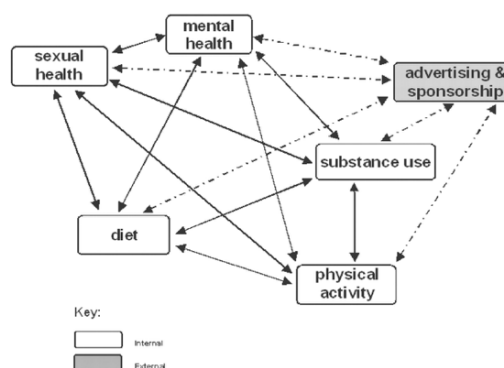 mental
health
sexual
health
advertising &
sponsorship
substance use
diet
physical
activity
Key:
Internal
External